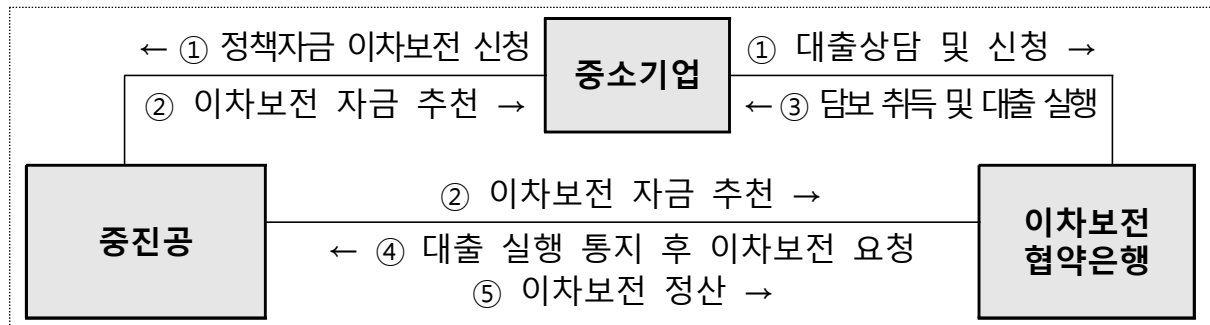 ← ① 정책자금 이차보전 신청
① 대출상담 및 신청 →
중소기업
② 이차보전 자금 추천 →
← ③ 담보 취득 및 대출 실행
② 이차보전 자금 추천 →
중진공
이차보전
협약은행
← ④ 대출 실행 통지 후 이차보전 요청
⑤ 이차보전 정산 →